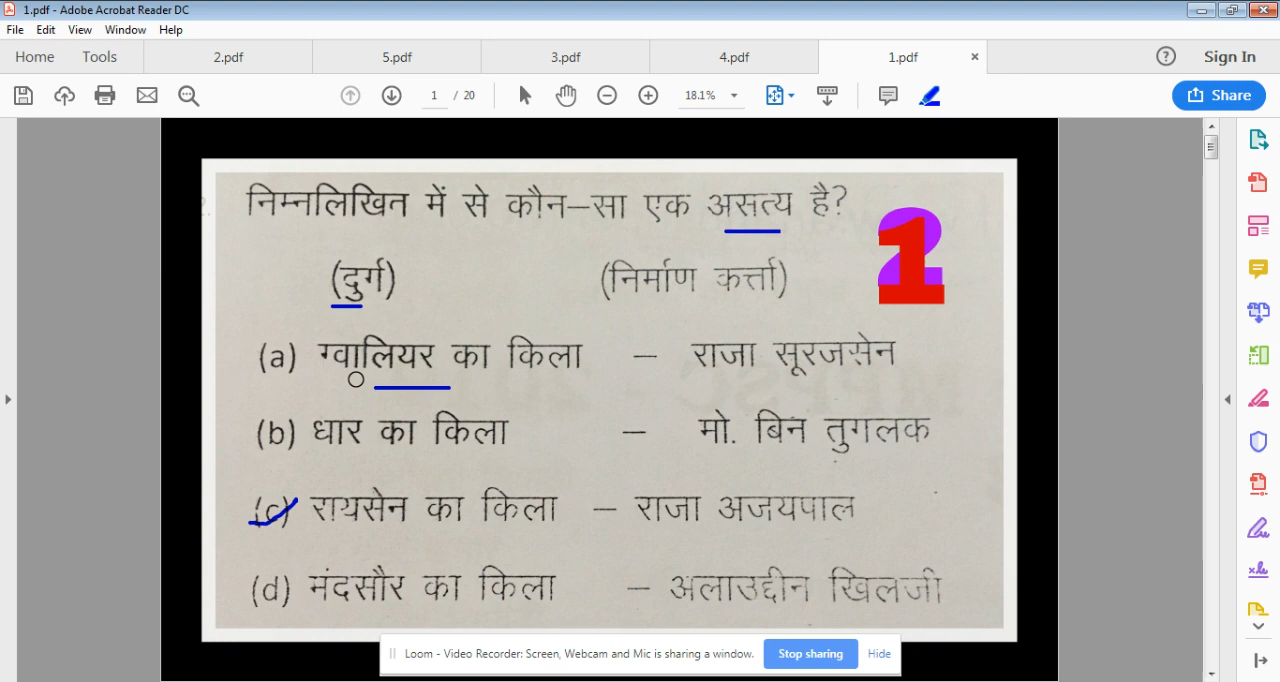 1.pdf - Adobe Acrobat Reader DC
File Edit View Window Help
Home Tools 2.pdf 5.pdf 3.pdf 4.pdf 1.pdf × ? Sign In
1 / 20 18.1% Share
निम्नलिखित में से कौन-सा एक असत्य है?
(दुर्ग) (निर्माण कर्त्ता)
2
1
(a) ग्वालियर का किला – राजा सूरजसेन
(b) धार का किला – मो. बिन तुगलक
(c) रायसेन का किला – राजा अजयपाल
(d) मंदसौर का किला – अलाउद्दीन खिलजी
Loom - Video Recorder: Screen, Webcam and Mic is sharing a window. Stop sharing Hide